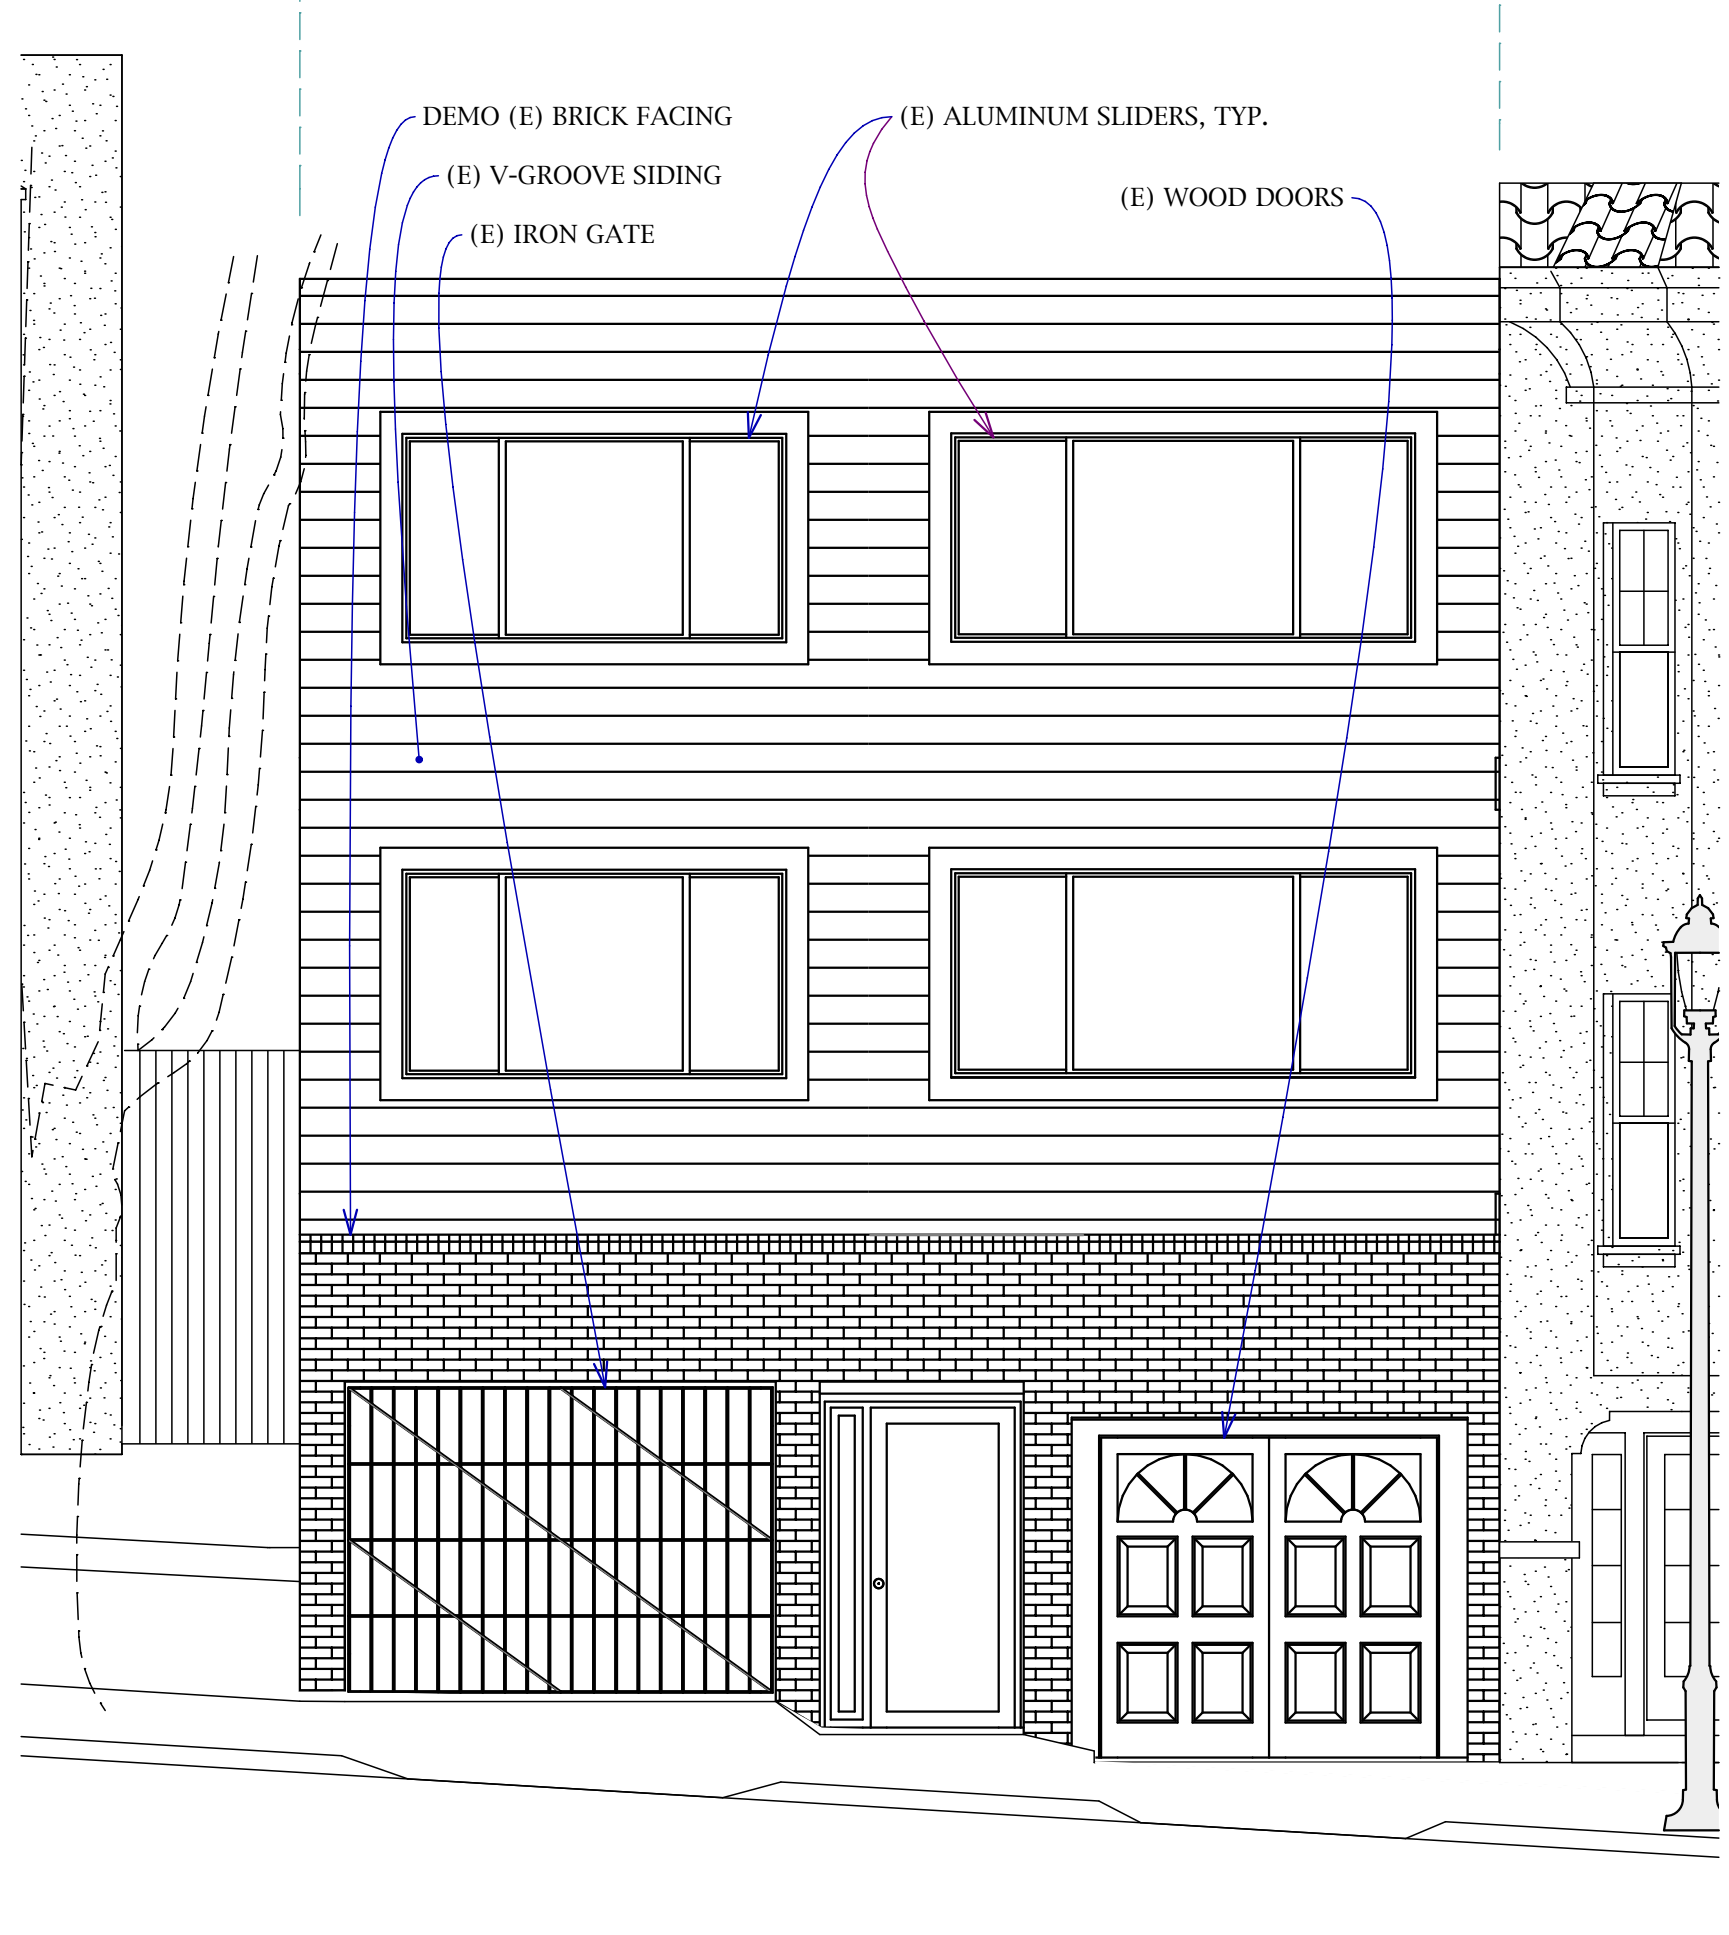 DEMO (E) BRICK FACING
(E) ALUMINUM SLIDERS, TYP.
(E) V-GROOVE SIDING
(E) WOOD DOORS
(E) IRON GATE